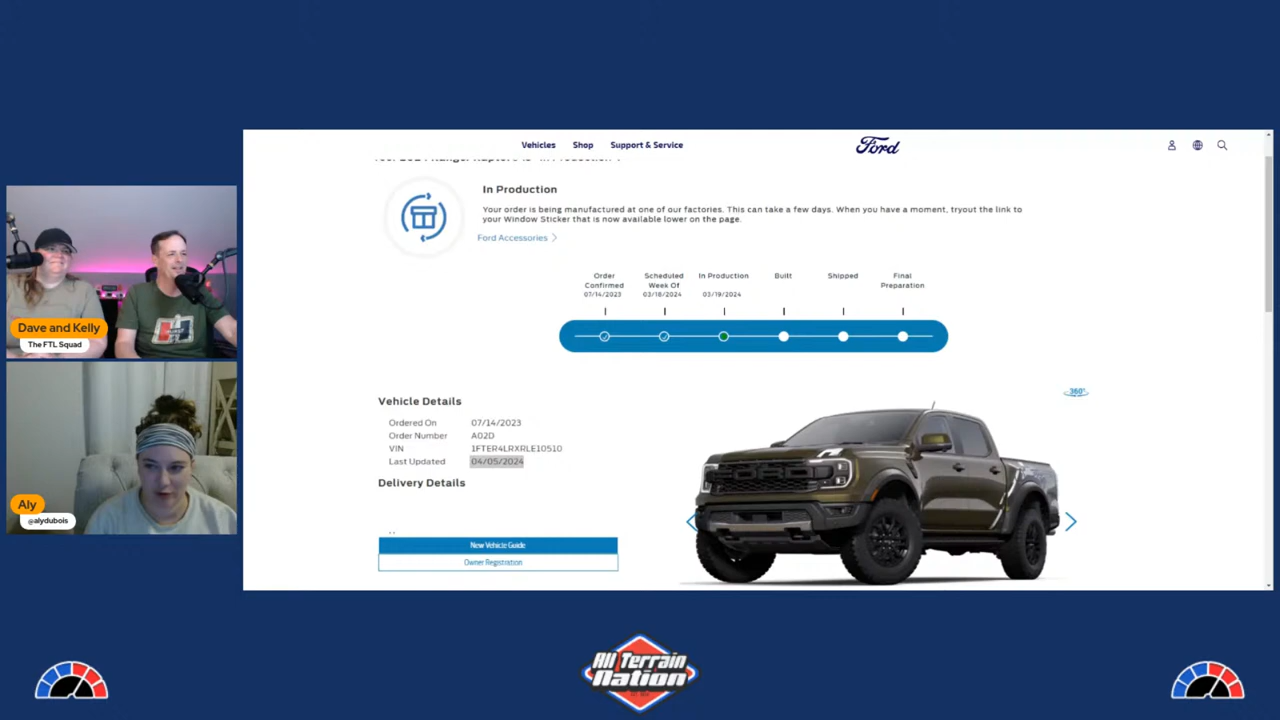 Vehicles Shop Support & Service
Ford
In Production
Your order is being manufactured at one of our factories. This can take a few days. When you have a moment, tryout the link to
your Window Sticker that is now available lower on the page.
Ford Accessories
Order
Confirmed
07/14/2023
Scheduled
Week Of
03/18/2024
In Production
03/19/2024
Built
Shipped
Final
Preparation
360°
Vehicle Details
Ordered On 07/14/2023
Order Number A02D
VIN 1FTER4LRXRLE10510
Last Updated 04/05/2024
Delivery Details
New Vehicle Guide
Owner Registration
Dave and Kelly
The FTL Squad
Aly
@alydubois
All Terrain
Nation